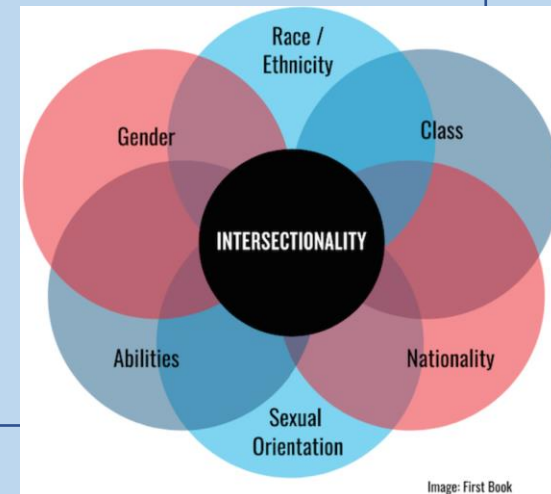 Race /
Ethnicity
Gender
Class
INTERSECTIONALITY
Abilities
Nationality
Sexual
Orientation
Image: First Book